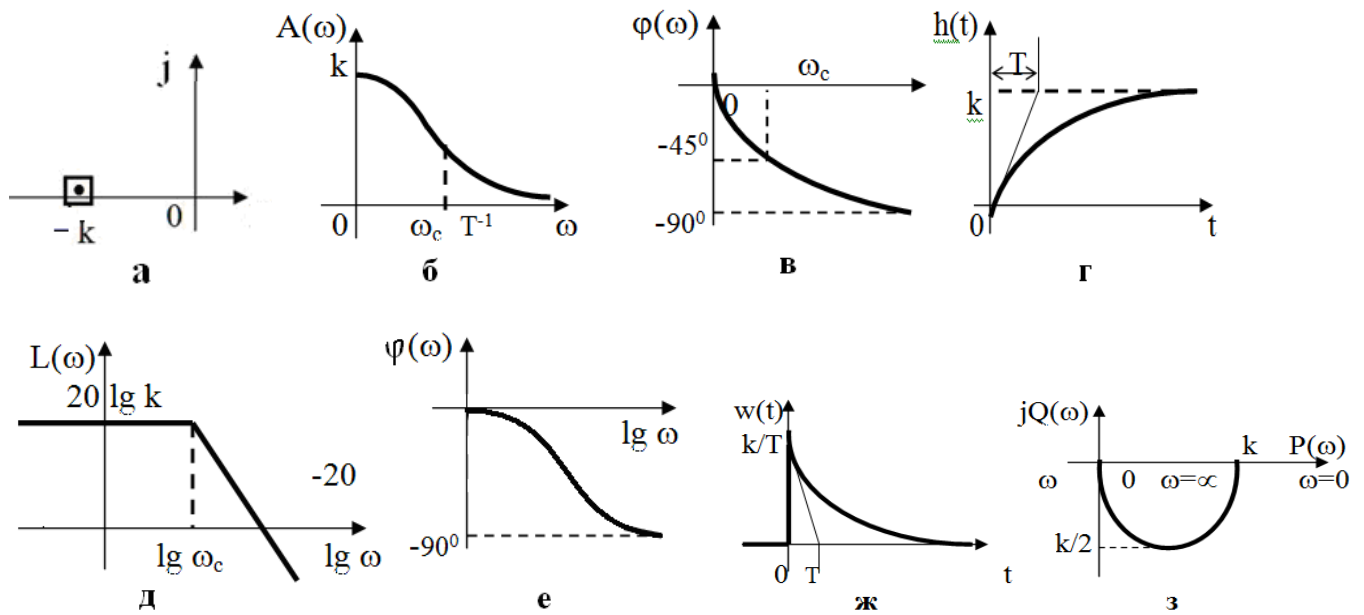 j
0
– k
а
A(ω)
k
0
ωc
T⁻¹
ω
б
φ(ω)
ωc
0
-45⁰
-90⁰
в
h(t)
T
k
0
t
г
L(ω)
20 lg k
-20
lg ωc
lg ω
д
φ(ω)
lg ω
-90⁰
е
w(t)
k/T
0
T
t
ж
jQ(ω)
k
P(ω)
ω
0
ω=∞
ω=0
k/2
з